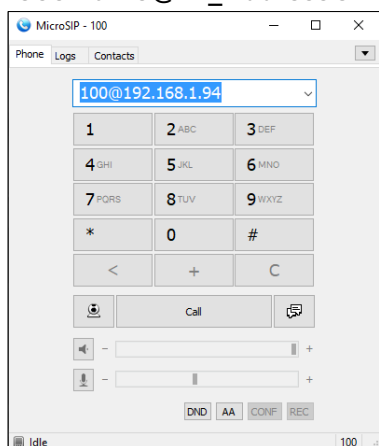 MicroSIP - 100
Phone Logs Contacts
100@192.168.1.94
1 2 ABC 3 DEF
4 GHI 5 JKL 6 MNO
7 PQRS 8 TUV 9 WXYZ
* 0 #
< + C
Call
- +
- +
DND AA CONF REC
Idle 100